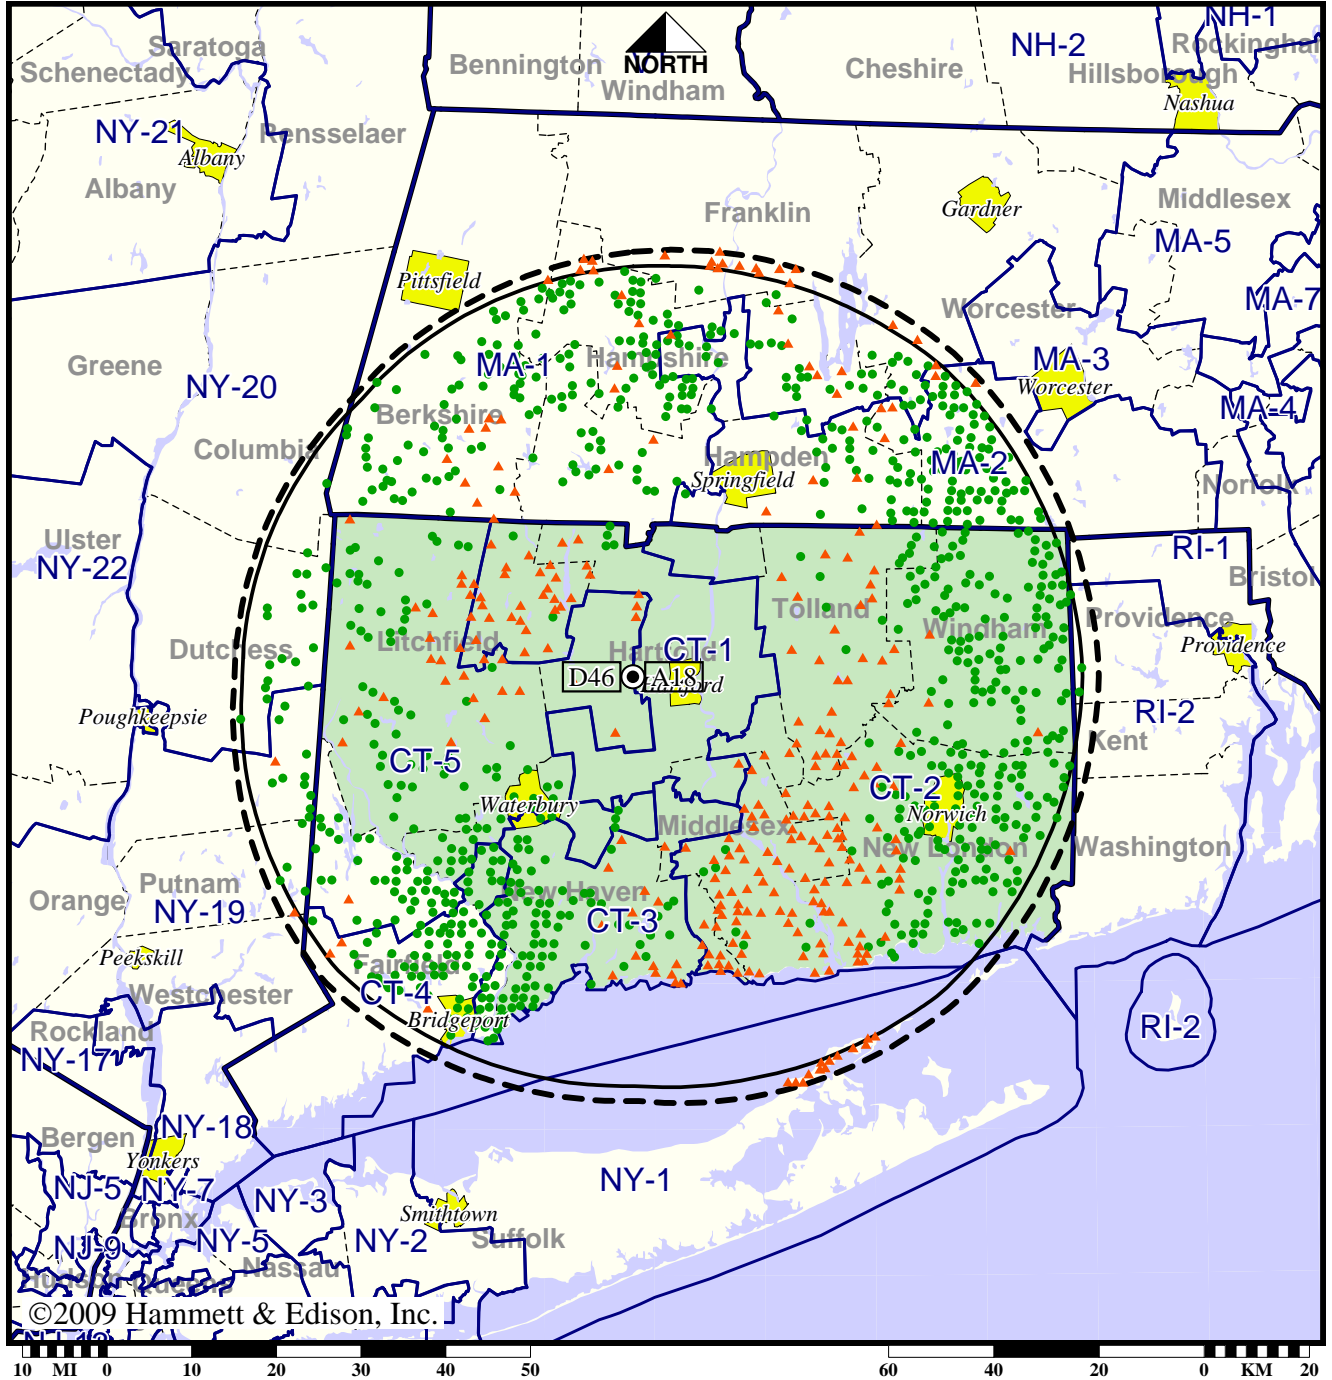 NH-1
Saratoga
Rockingham
NH-2
Schenectady
Bennington
NORTH
Cheshire
Hillsborough
Windham
Nashua
NY-21
Rensselaer
Albany
Albany
Middlesex
Franklin
Gardner
MA-5
Pittsfield
MA-7
Worcester
Greene
MA-1
Hampshire
MA-3
NY-20
Worcester
Berkshire
MA-4
Columbia
Hampden
MA-2
Springfield
Norfolk
Ulster
RI-1
NY-22
Bristol
Tolland
Providence
Windham
Litchfield
Dutchess
Hartford
CT-1
Providence
D46
A18
Hartford
Poughkeepsie
RI-2
Kent
CT-5
CT-2
Waterbury
Norwich
Middlesex
New London
Washington
Putnam
New Haven
Orange
NY-19
CT-3
Peekskill
Fairfield
Westchester
CT-4
Bridgeport
Rockland
RI-2
NY-17
NY-18
Bergen
Yonkers
NJ-5
NY-7
NY-3
NY-1
Smithtown
Bronx
NJ-9
NY-5
NY-2
Suffolk
Nassau
Hudson
Queens
©2009 Hammett & Edison, Inc.
NJ-13
10 MI 0 10 20 30 40 50
60 40 20 0 KM 20